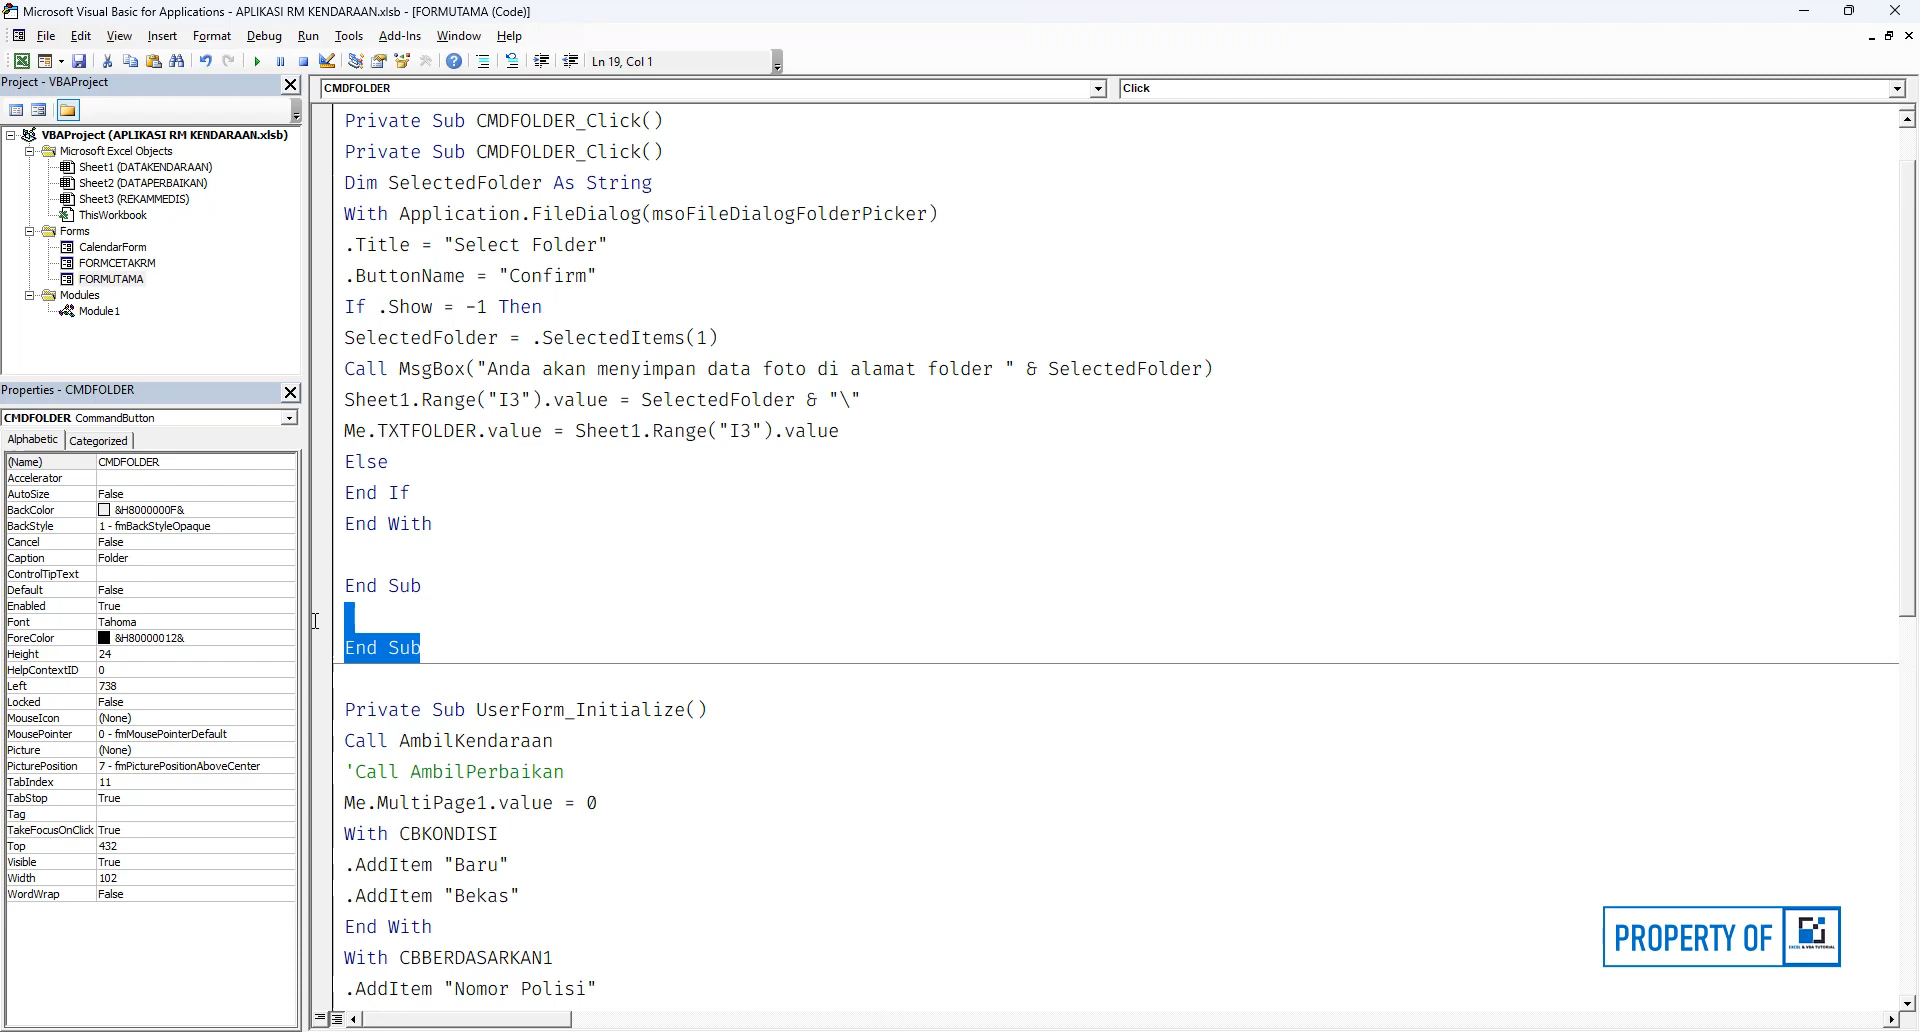 Microsoft Visual Basic for Applications - APLIKASI RM KENDARAAN.xlsb - [FORMUTAMA (Code)]
File Edit View Insert Format Debug Run Tools Add-Ins Window Help
Ln 19, Col 1
Project - VBAProject
VBAProject (APLIKASI RM KENDARAAN.xlsb)
Microsoft Excel Objects
Sheet1 (DATAKENDARAAN)
Sheet2 (DATAPERBAIKAN)
Sheet3 (REKAMMEDIS)
ThisWorkbook
Forms
CalendarForm
FORMCETAKRM
FORMUTAMA
Modules
Module1
Properties - CMDFOLDER
CMDFOLDER CommandButton
Alphabetic Categorized
(Name) CMDFOLDER
Accelerator
AutoSize False
BackColor &H8000000F&
BackStyle 1 - fmBackStyleOpaque
Cancel False
Caption Folder
ControlTipText
Default False
Enabled True
Font Tahoma
ForeColor &H80000012&
Height 24
HelpContextID 0
Left 738
Locked False
MouseIcon (None)
MousePointer 0 - fmMousePointerDefault
Picture (None)
PicturePosition 7 - fmPicturePositionAboveCenter
TabIndex 11
TabStop True
Tag
TakeFocusOnClick True
Top 432
Visible True
Width 102
WordWrap False
CMDFOLDER Click
Private Sub CMDFOLDER_Click()
Private Sub CMDFOLDER_Click()
Dim SelectedFolder As String
With Application.FileDialog(msoFileDialogFolderPicker)
.Title = "Select Folder"
.ButtonName = "Confirm"
If .Show = -1 Then
SelectedFolder = .SelectedItems(1)
Call MsgBox("Anda akan menyimpan data foto di alamat folder " & SelectedFolder)
Sheet1.Range("I3").value = SelectedFolder & "\"
Me.TXTFOLDER.value = Sheet1.Range("I3").value
Else
End If
End With
End Sub
End Sub
Private Sub UserForm_Initialize()
Call AmbilKendaraan
'Call AmbilPerbaikan
Me.MultiPage1.value = 0
With CBKONDISI
.AddItem "Baru"
.AddItem "Bekas"
End With
With CBBERDASARKAN1
.AddItem "Nomor Polisi"
PROPERTY OF
EXCEL & VBA TUTORIAL